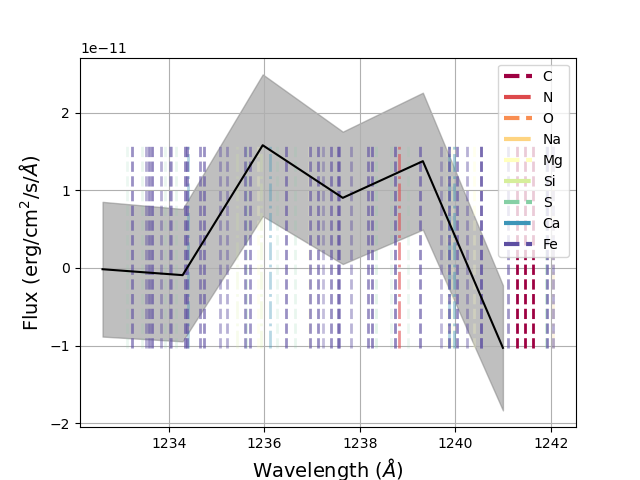 1e−11
Flux (erg/cm²/s/Å)
2
1
0
−1
−2
C
N
O
Na
Mg
Si
S
Ca
Fe
1234
1236
1238
1240
1242
Wavelength (Å)